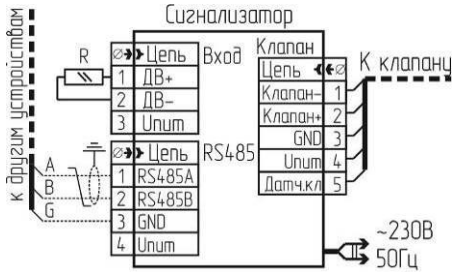 Сигнализатор
к другим устройствам
R
Цепь Вход
1 ДВ+
2 ДВ–
3 Uпит
Цепь RS485
1 RS485A
2 RS485B
3 GND
4 Uпит
A
B
G
Клапан
Цепь
Клапан– 1
Клапан+ 2
GND 3
Uпит 4
Датч.кл 5
К клапану
~230В
50Гц